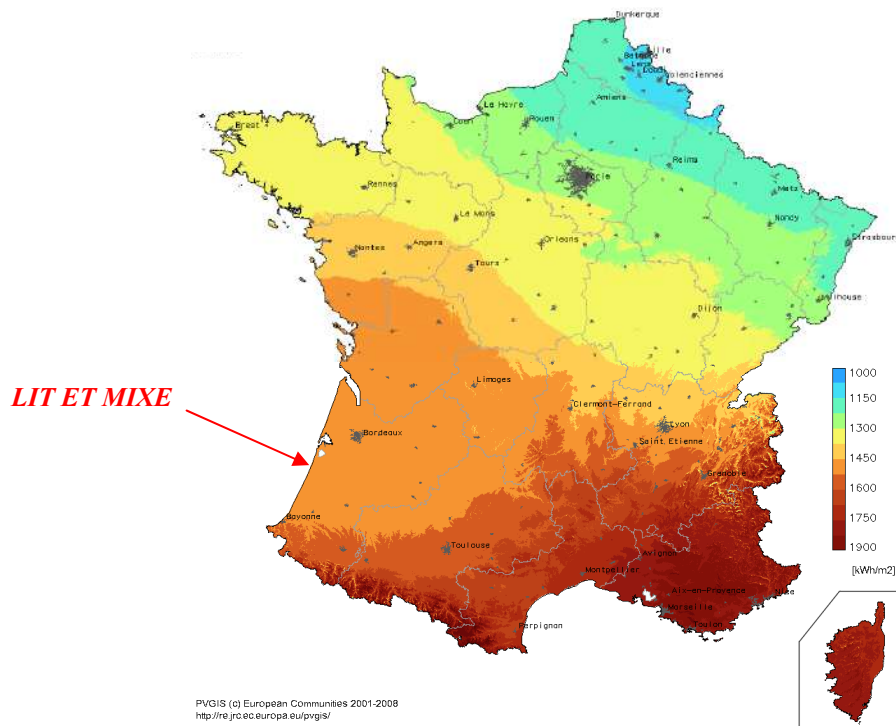 Dunkerque
Lille
Valenciennes
Amiens
Le Havre
Rouen
Caen
Reims
Metz
Paris
Nancy
Strasbour
Brest
Rennes
Le Mans
Orleans
Angers
Nantes
Tours
Mulhouse
Dijon
LIT ET MIXE
Limoges
Clermont-Ferrand
Lyon
Bordeaux
Saint Etienne
Grenoble
Bayonne
Toulouse
Avignon
Montpellier
Aix-en-Provence
Nice
Marseille
Toulon
Perpignan
1000
1150
1300
1450
1600
1750
1900
[kWh/m2]
PVGIS (c) European Communities 2001-2008
http://re.jrc.ec.europa.eu/pvgis/